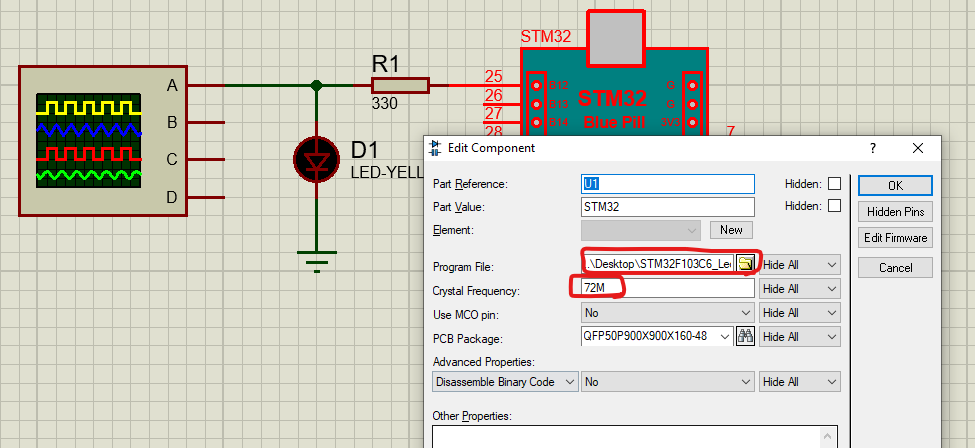 STM32
A
B
C
D
R1
330
25
26
27
28
B12
B13
B14
G
STM32
Blue Pill
7
D1
LED-YELL
Edit Component
?
Part Reference:
U1
Hidden:
OK
Part Value:
STM32
Hidden:
Hidden Pins
Element:
New
Edit Firmware
Program File:
.\Desktop\STM32F103C6_Le
Hide All
Cancel
Crystal Frequency:
72M
Hide All
Use MCO pin:
No
Hide All
PCB Package:
QFP50P900X900X160-48
Hide All
Advanced Properties:
Disassemble Binary Code
No
Hide All
Other Properties: